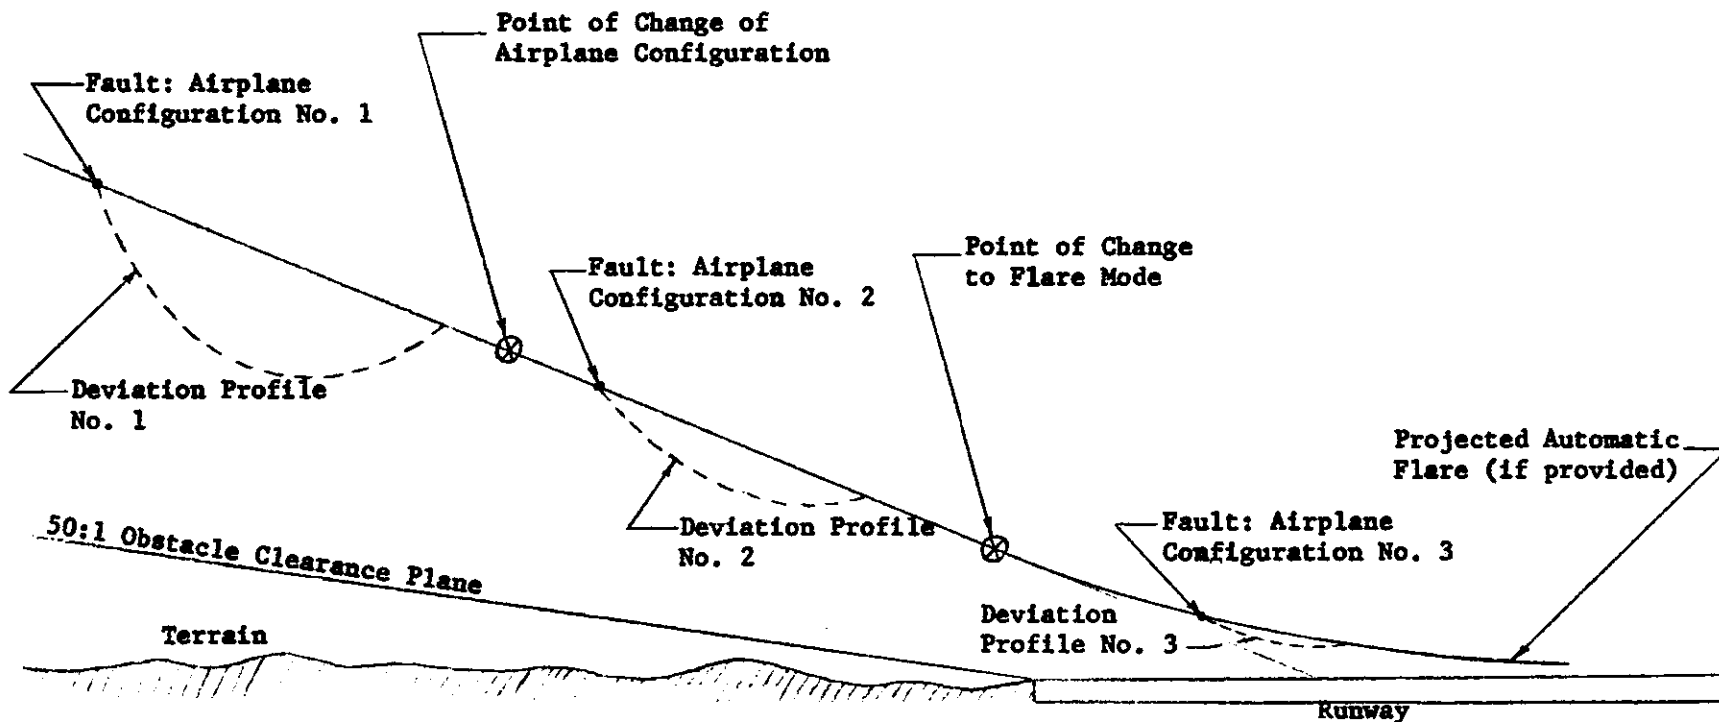 Point of Change of
Airplane Configuration
Fault: Airplane
Configuration No. 1
Fault: Airplane
Configuration No. 2
Point of Change
to Flare Mode
Deviation Profile
No. 1
Projected Automatic
Flare (if provided)
Deviation Profile
No. 2
Fault: Airplane
Configuration No. 3
50:1 Obstacle Clearance Plane
Deviation
Profile No. 3
Terrain
Runway